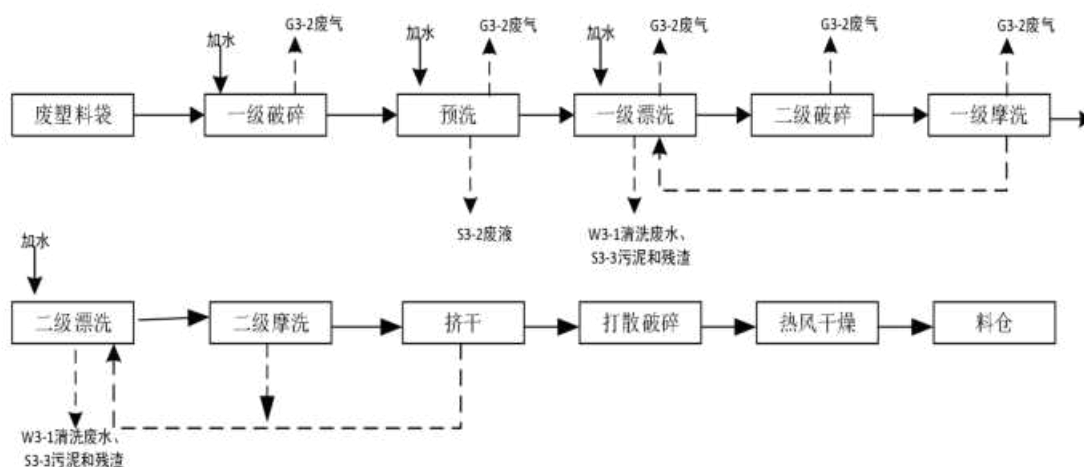 G3-2废气
G3-2废气
G3-2废气
G3-2废气
G3-2废气
加水
加水
加水
废塑料袋
一级破碎
预洗
一级漂洗
二级破碎
一级摩洗
S3-2废液
W3-1清洗废水、
S3-3污泥和残渣
加水
二级漂洗
二级摩洗
挤干
打散破碎
热风干燥
料仓
W3-1清洗废水、
S3-3污泥和残渣